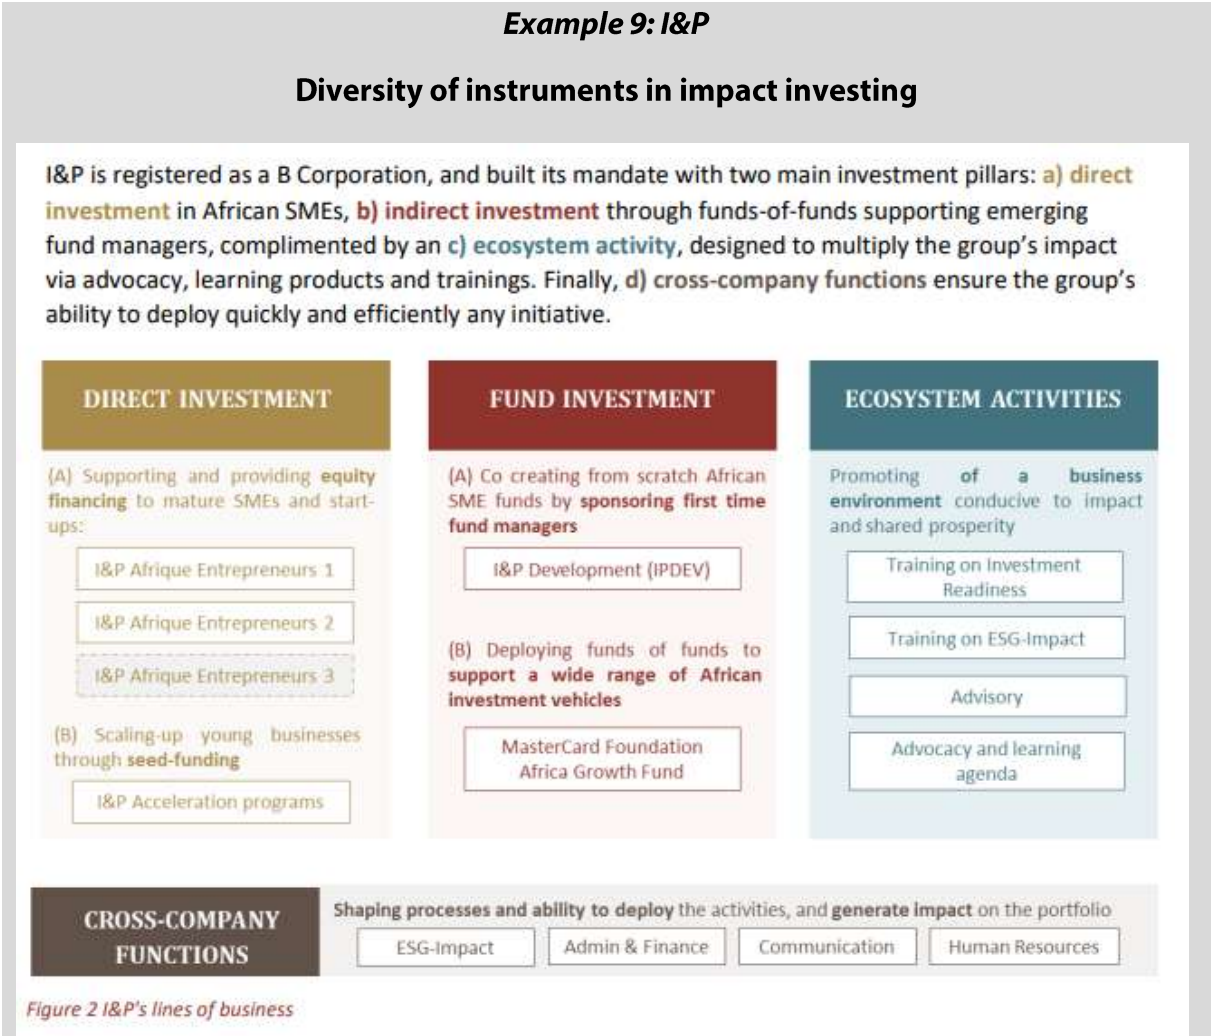 Example 9: I&P
Diversity of instruments in impact investing
I&P is registered as a B Corporation, and built its mandate with two main investment pillars: a) direct
investment in African SMEs, b) indirect investment through funds-of-funds supporting emerging
fund managers, complimented by an c) ecosystem activity, designed to multiply the group's impact
via advocacy, learning products and trainings. Finally, d) cross-company functions ensure the group's
ability to deploy quickly and efficiently any initiative.
DIRECT INVESTMENT
(A) Supporting and providing equity
financing to mature SMEs and start-
ups:
I&P Afrique Entrepreneurs 1
I&P Afrique Entrepreneurs 2
I&P Afrique Entrepreneurs 3
(B) Scaling-up young businesses
through seed-funding
I&P Acceleration programs
FUND INVESTMENT
(A) Co creating from scratch African
SME funds by sponsoring first time
fund managers
I&P Development (IPDEV)
(B) Deploying funds of funds to
support a wide range of African
investment vehicles
MasterCard Foundation
Africa Growth Fund
ECOSYSTEM ACTIVITIES
Promoting of a business
environment conducive to impact
and shared prosperity
Training on Investment
Readiness
Training on ESG-Impact
Advisory
Advocacy and learning
agenda
CROSS-COMPANY
FUNCTIONS
Shaping processes and ability to deploy the activities, and generate impact on the portfolio
ESG-Impact
Admin & Finance
Communication
Human Resources
Figure 2 I&P's lines of business